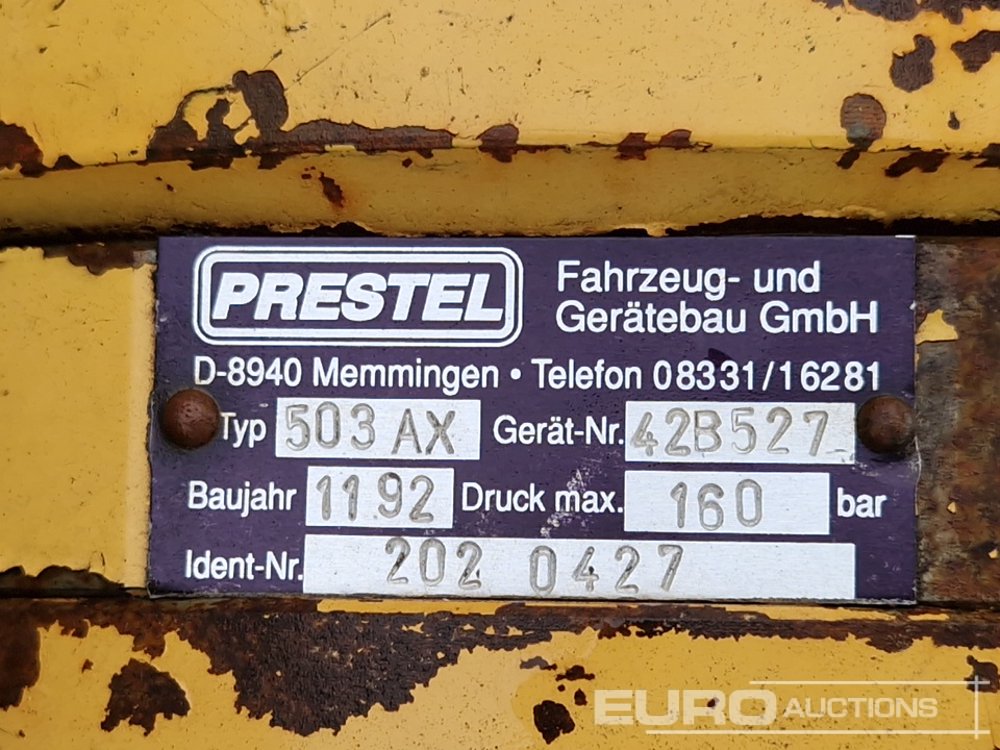 PRESTEL
Fahrzeug- und
Gerätebau GmbH
D-8940 Memmingen • Telefon 08331/16281
Typ 503 AX Gerät-Nr. 42B527
Baujahr 11 92 Druck max. 160 bar
Ident-Nr. 202 0427
EURO AUCTIONS